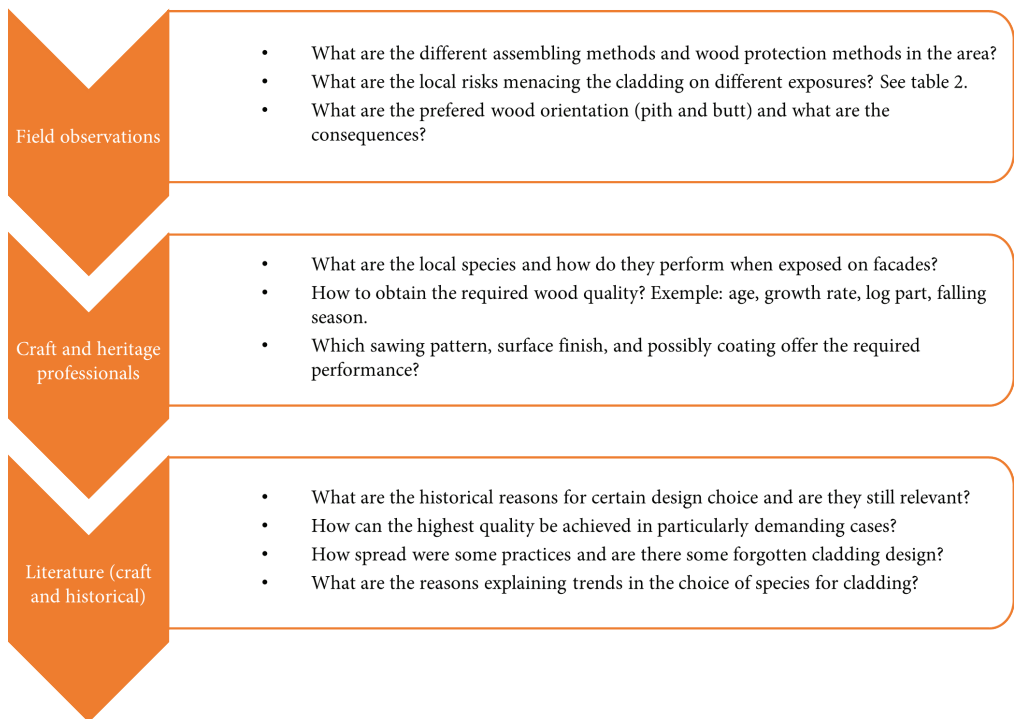 Field observations
• What are the different assembling methods and wood protection methods in the area?
• What are the local risks menacing the cladding on different exposures? See table 2.
• What are the prefered wood orientation (pith and butt) and what are the
consequences?
Craft and heritage
professionals
• What are the local species and how do they perform when exposed on facades?
• How to obtain the required wood quality? Exemple: age, growth rate, log part, falling
season.
• Which sawing pattern, surface finish, and possibly coating offer the required
performance?
Literature (craft
and historical)
• What are the historical reasons for certain design choice and are they still relevant?
• How can the highest quality be achieved in particularly demanding cases?
• How spread were some practices and are there some forgotten cladding design?
• What are the reasons explaining trends in the choice of species for cladding?